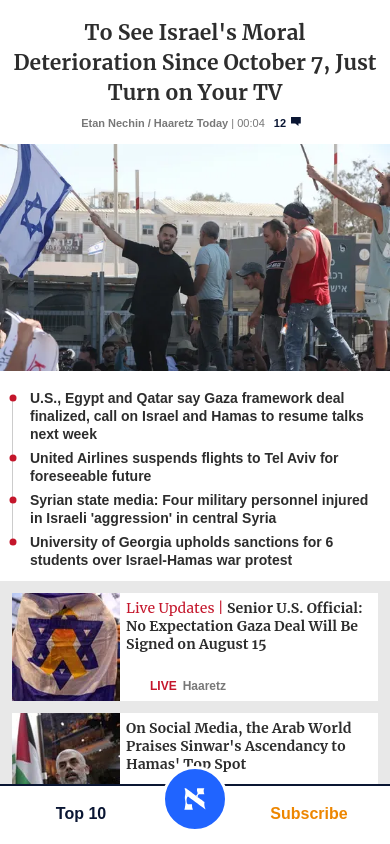 To See Israel's Moral
Deterioration Since October 7, Just
Turn on Your TV
Etan Nechin / Haaretz Today | 00:04 12
U.S., Egypt and Qatar say Gaza framework deal
finalized, call on Israel and Hamas to resume talks
next week
United Airlines suspends flights to Tel Aviv for
foreseeable future
Syrian state media: Four military personnel injured
in Israeli 'aggression' in central Syria
University of Georgia upholds sanctions for 6
students over Israel-Hamas war protest
Live Updates | Senior U.S. Official:
No Expectation Gaza Deal Will Be
Signed on August 15
LIVE Haaretz
On Social Media, the Arab World
Praises Sinwar's Ascendancy to
Hamas' Top Spot
Top 10
Subscribe